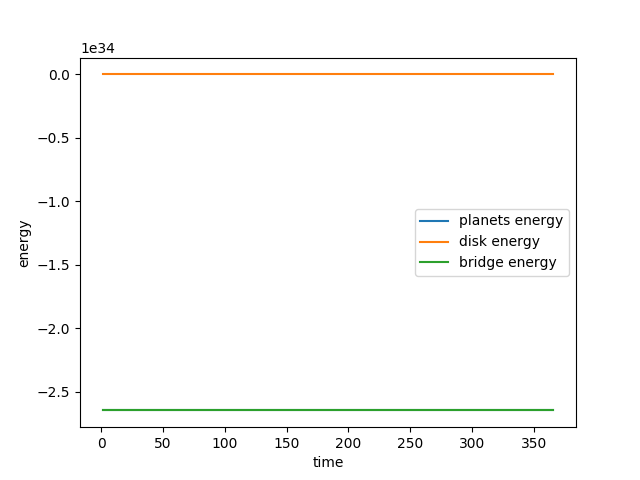 1e34
0.0
−0.5
−1.0
−1.5
−2.0
−2.5
energy
planets energy
disk energy
bridge energy
0 50 100 150 200 250 300 350
time